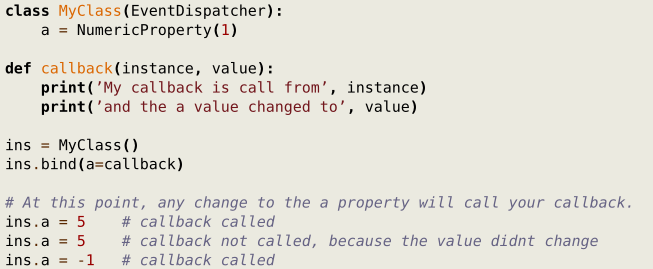 class MyClass(EventDispatcher):
    a = NumericProperty(1)

def callback(instance, value):
    print(’My callback is call from’, instance)
    print(’and the a value changed to’, value)

ins = MyClass()
ins.bind(a=callback)

# At this point, any change to the a property will call your callback.
ins.a = 5    # callback called
ins.a = 5    # callback not called, because the value didnt change
ins.a = -1   # callback called